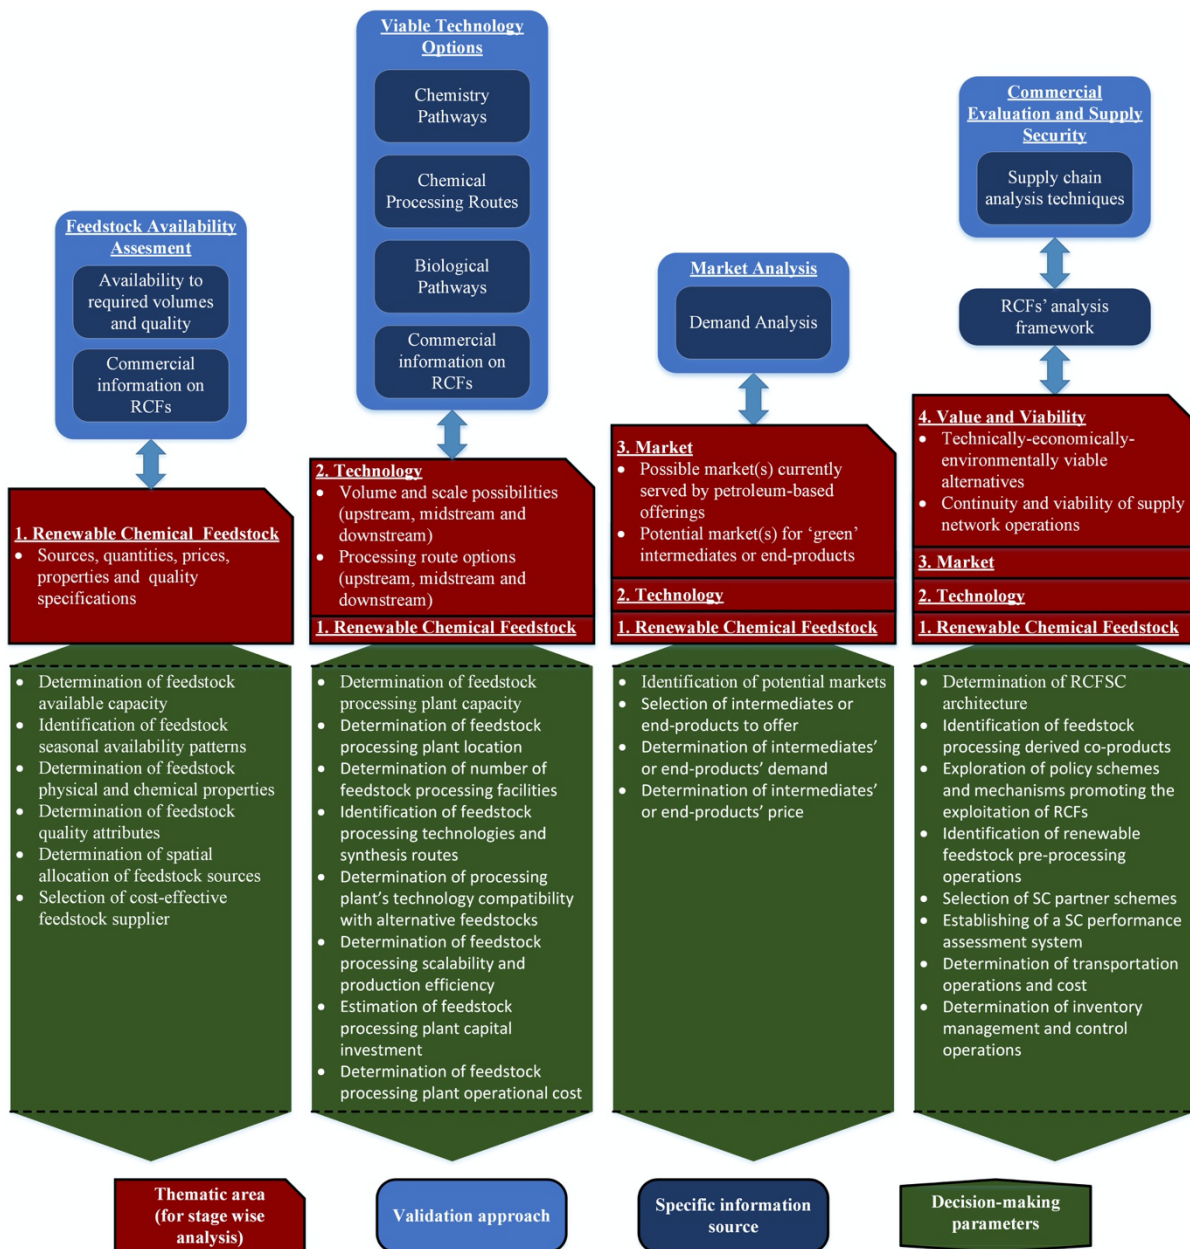 Feedstock Availability
Assesment
Availability to
required volumes
and quality
Commercial
information on
RCFs
1. Renewable Chemical Feedstock
• Sources, quantities, prices,
properties and quality
specifications
• Determination of feedstock
available capacity
• Identification of feedstock
seasonal availability patterns
• Determination of feedstock
physical and chemical properties
• Determination of feedstock
quality attributes
• Determination of spatial
allocation of feedstock sources
• Selection of cost-effective
feedstock supplier
Viable Technology
Options
Chemistry
Pathways
Chemical
Processing Routes
Biological
Pathways
Commercial
information on
RCFs
2. Technology
• Volume and scale possibilities
(upstream, midstream and
downstream)
• Processing route options
(upstream, midstream and
downstream)
1. Renewable Chemical Feedstock
• Determination of feedstock
processing plant capacity
• Determination of feedstock
processing plant location
• Determination of number of
feedstock processing facilities
• Identification of feedstock
processing technologies and
synthesis routes
• Determination of processing
plant's technology compatibility
with alternative feedstocks
• Determination of feedstock
processing scalability and
production efficiency
• Estimation of feedstock
processing plant capital
investment
• Determination of feedstock
processing plant operational cost
Market Analysis
Demand Analysis
3. Market
• Possible market(s) currently
served by petroleum-based
offerings
• Potential market(s) for ‘green’
intermediates or end-products
2. Technology
1. Renewable Chemical Feedstock
• Identification of potential markets
• Selection of intermediates or
end-products to offer
• Determination of intermediates’
or end-products’ demand
• Determination of intermediates’
or end-products’ price
Commercial
Evaluation and Supply
Security
Supply chain
analysis techniques
RCFs’ analysis
framework
4. Value and Viability
• Technically-economically-
environmentally viable
alternatives
• Continuity and viability of supply
network operations
3. Market
2. Technology
1. Renewable Chemical Feedstock
• Determination of RCFSC
architecture
• Identification of feedstock
processing derived co-products
• Exploration of policy schemes
and mechanisms promoting the
exploitation of RCFs
• Identification of renewable
feedstock pre-processing
operations
• Selection of SC partner schemes
• Establishing of a SC performance
assessment system
• Determination of transportation
operations and cost
• Determination of inventory
management and control
operations
Thematic area
(for stage wise
analysis)
Validation approach
Specific information
source
Decision-making
parameters